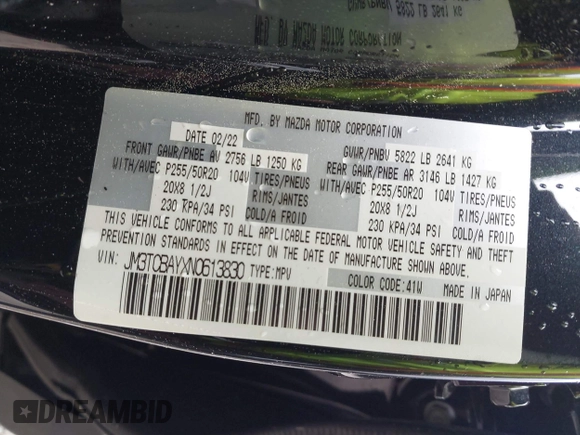 MFD. BY MAZDA MOTOR CORPORATION
DATE 02/22 GVWR/PNBV 5822 LB 2641 KG
FRONT GAWR/PNBE AV 2756 LB 1250 KG REAR GAWR/PNBE AR 3146 LB 1427 KG
WITH/AVEC P255/50R20 104V TIRES/PNEUS WITH/AVEC P255/50R20 104V TIRES/PNEUS
20X8 1/2J RIMS/JANTES 20X8 1/2J RIMS/JANTES
230 KPA/34 PSI COLD/A FROID 230 KPA/34 PSI COLD/A FROID
THIS VEHICLE CONFORMS TO ALL APPLICABLE FEDERAL MOTOR VEHICLE SAFETY AND THEFT
PREVENTION STANDARDS IN EFFECT ON THE DATE OF MANUFACTURE SHOWN ABOVE.
VIN: JM3TCBAYXN0613830 TYPE:MPV COLOR CODE:41W MADE IN JAPAN
DREAMBID